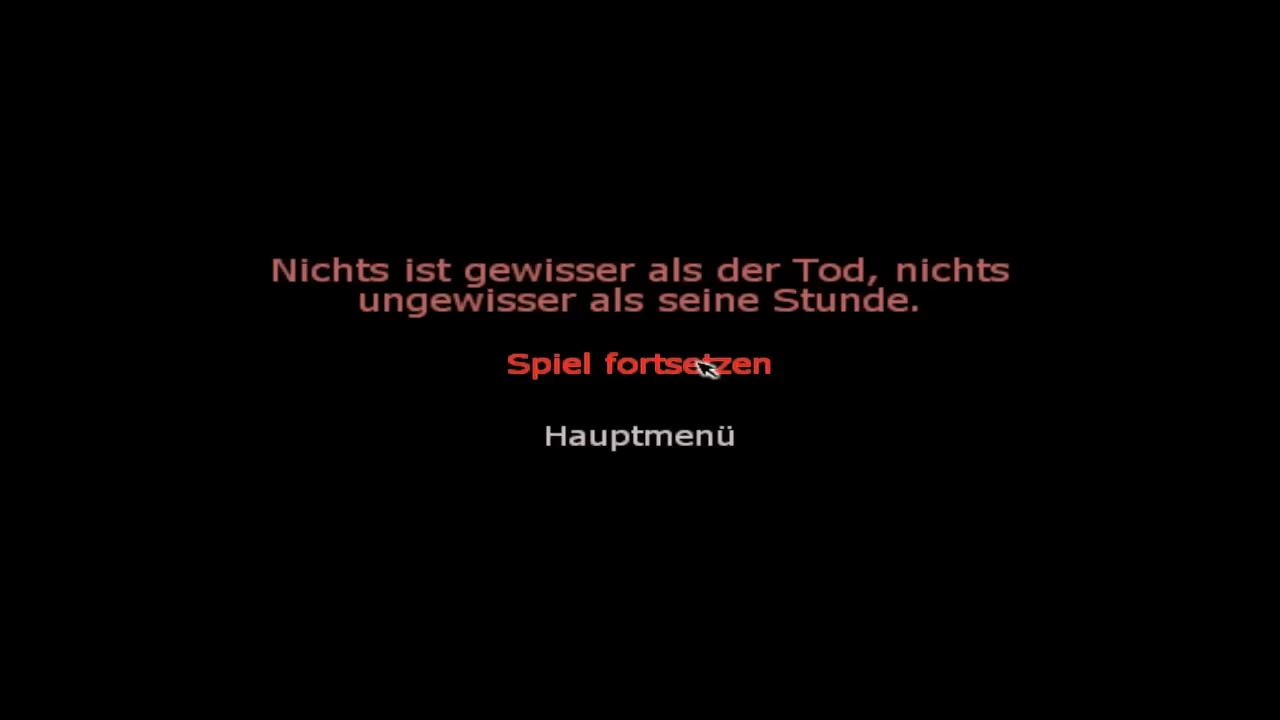 Nichts ist gewisser als der Tod, nichts
ungewisser als seine Stunde.
Spiel fortsetzen
Hauptmenü